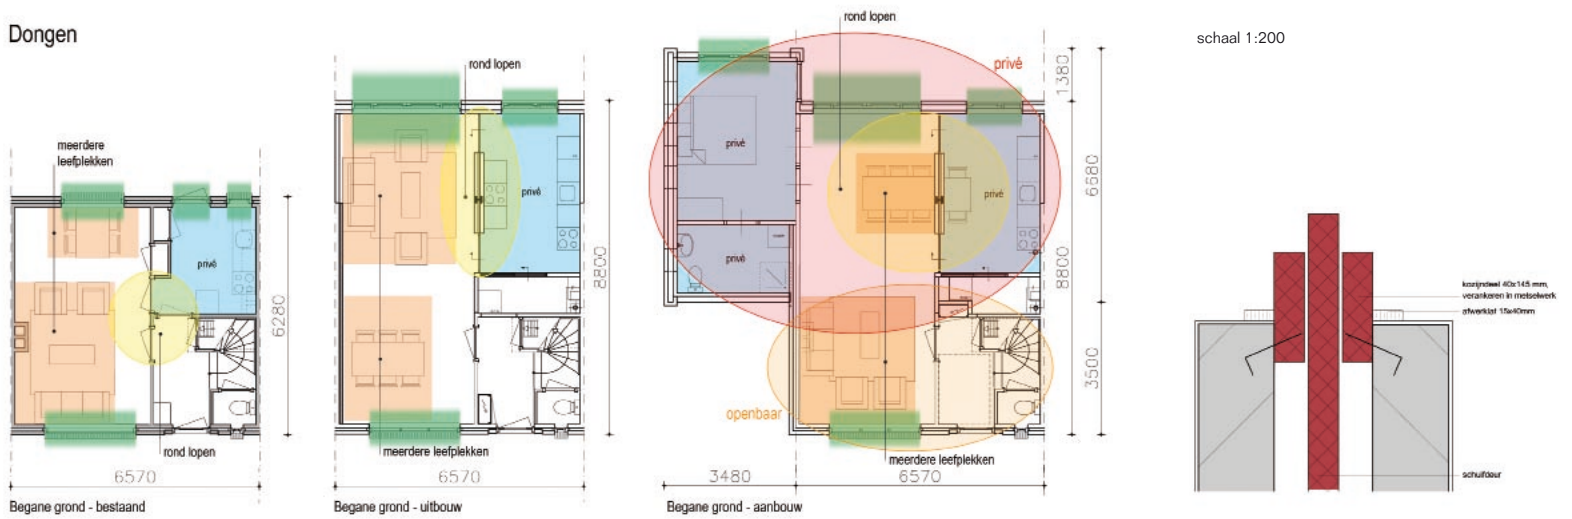 Dongen
meerdere
leefplekken
privé
6280
rond lopen
6570
Begane grond - bestaand
rond lopen
privé
8800
meerdere leefplekken
6570
Begane grond - uitbouw
rond lopen
privé
privé
privé
privé
openbaar
meerdere leefplekken
1380
6680
8800
3500
3480
6570
Begane grond - aanbouw
schaal 1:200
kozijndeel 40x145 mm,
verankeren in metselwerk
afwerklat 15x40mm
schuifdeur